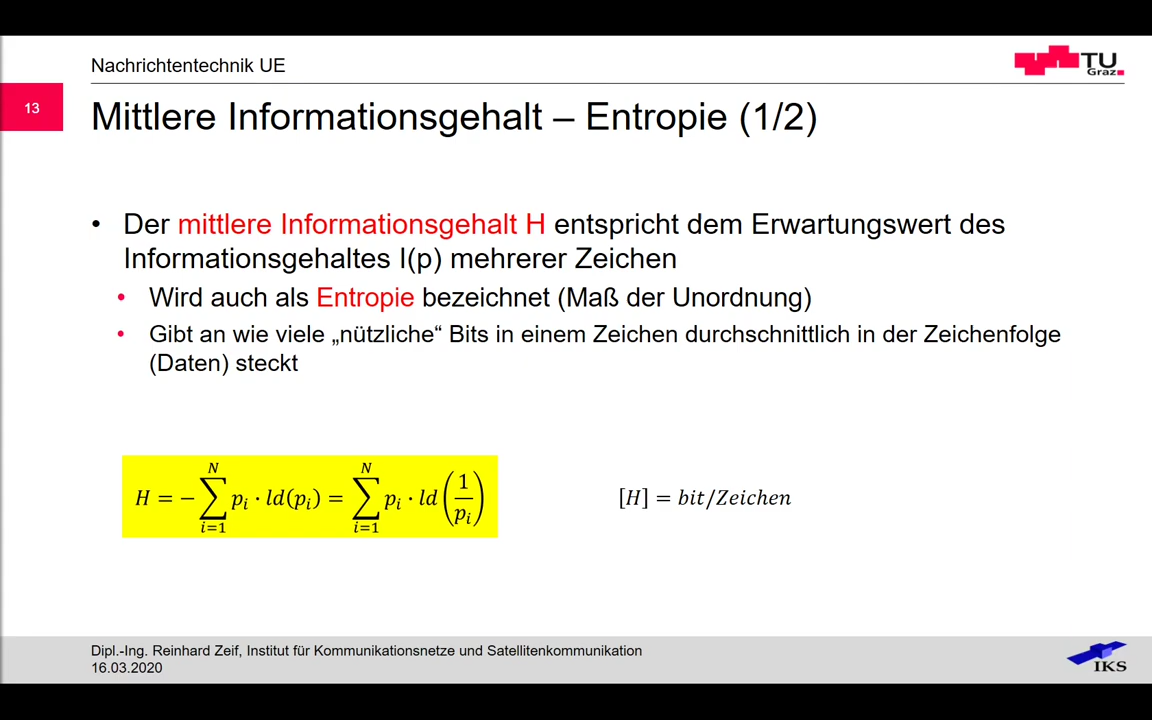 Nachrichtentechnik UE
TU
Graz
13
Mittlere Informationsgehalt – Entropie (1/2)
• Der mittlere Informationsgehalt H entspricht dem Erwartungswert des
Informationsgehaltes I(p) mehrerer Zeichen
• Wird auch als Entropie bezeichnet (Maß der Unordnung)
• Gibt an wie viele „nützliche“ Bits in einem Zeichen durchschnittlich in der Zeichenfolge
(Daten) steckt
H = −∑_{i=1}^{N} p_i · ld(p_i) = ∑_{i=1}^{N} p_i · ld(1/p_i)
[H] = bit/Zeichen
Dipl.-Ing. Reinhard Zeif, Institut für Kommunikationsnetze und Satellitenkommunikation
16.03.2020
IKS